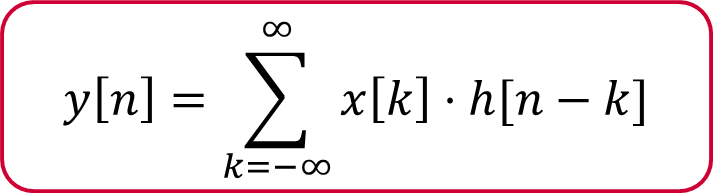 y[n] = ∑_{k=−∞}^{∞} x[k] · h[n − k]